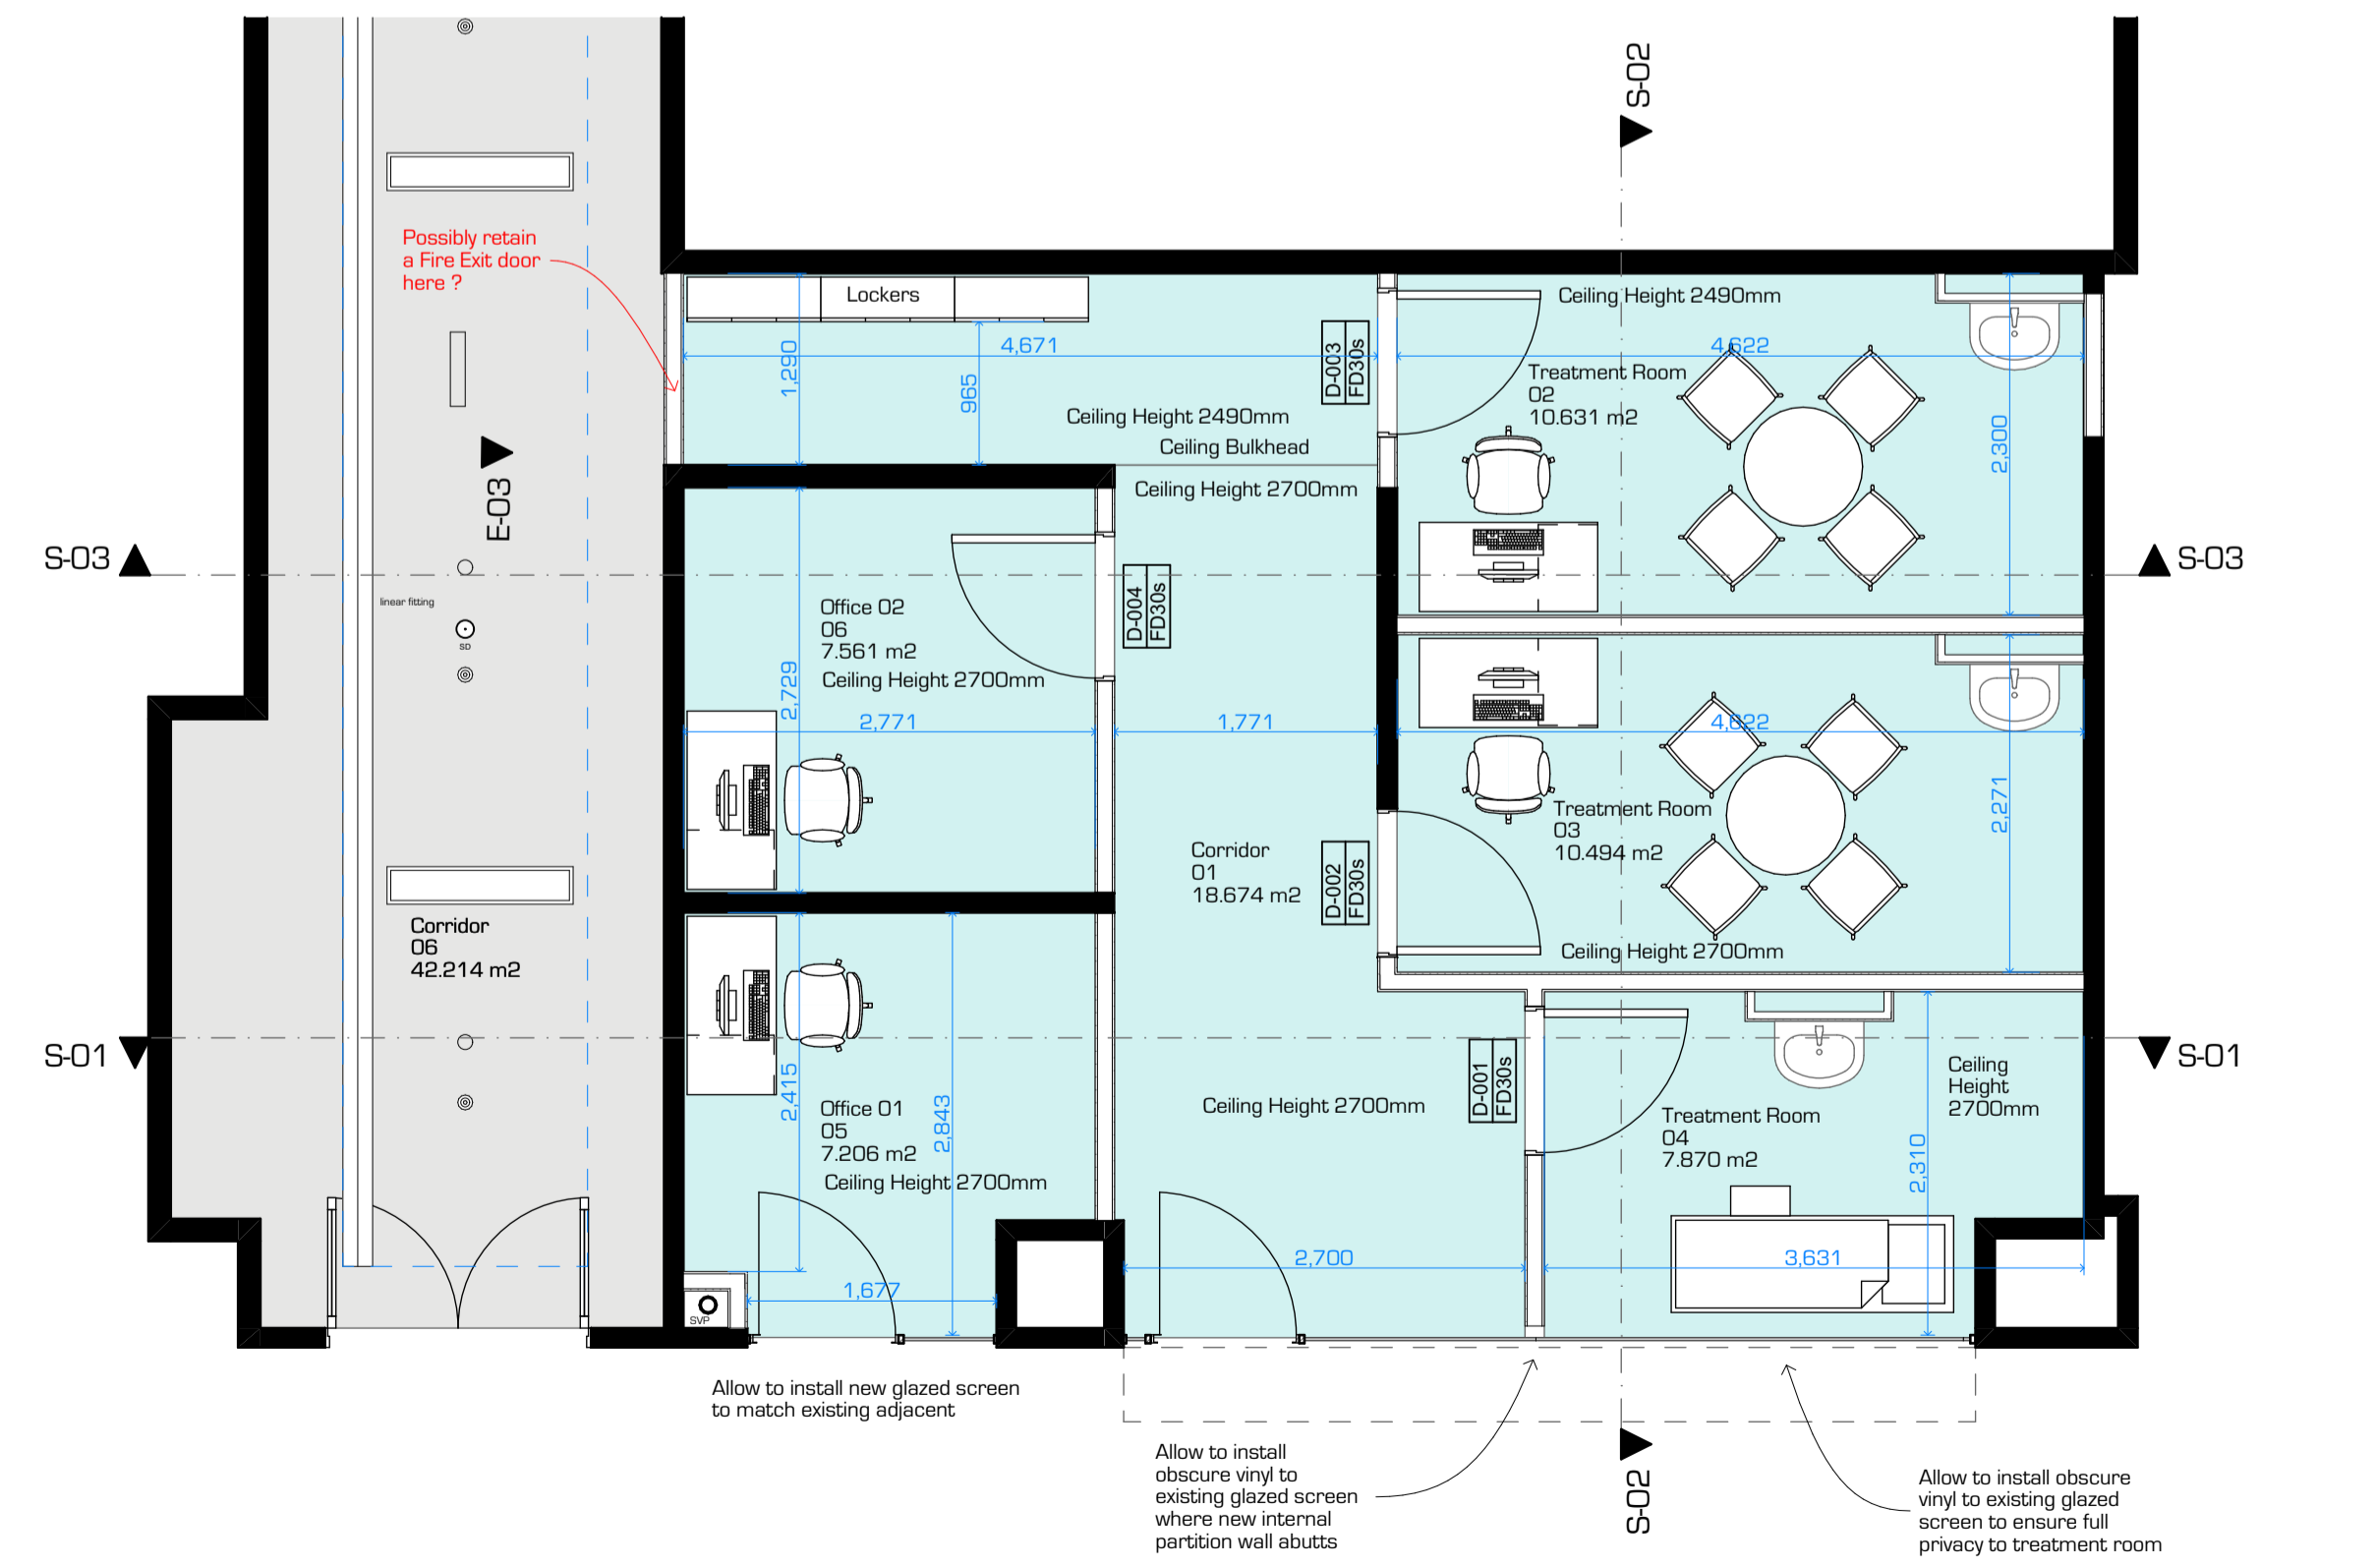 S-02
Possibly retain
a Fire Exit door
here ?
Lockers
Ceiling Height 2490mm
4,671
4,622
1,290
965
D-003
FD30s
Treatment Room
02
10.631 m2
Ceiling Height 2490mm
Ceiling Bulkhead
Ceiling Height 2700mm
2,300
E-03
S-03
S-03
linear fitting
SD
Office 02
06
7.561 m2
Ceiling Height 2700mm
D-004
FD30s
2,729
2,771
1,771
4,622
2,271
Treatment Room
03
10.494 m2
Corridor
01
18.674 m2
D-002
FD30s
Ceiling Height 2700mm
Corridor
06
42.214 m2
S-01
S-01
2,415
2,843
Office 01
05
7.206 m2
Ceiling Height 2700mm
Ceiling Height 2700mm
D-001
FD30s
Treatment Room
04
7.870 m2
Ceiling
Height
2700mm
2,310
1,677
2,700
3,631
SVP
Allow to install new glazed screen
to match existing adjacent
Allow to install
obscure vinyl to
existing glazed screen
where new internal
partition wall abutts
S-02
Allow to install obscure
vinyl to existing glazed
screen to ensure full
privacy to treatment room